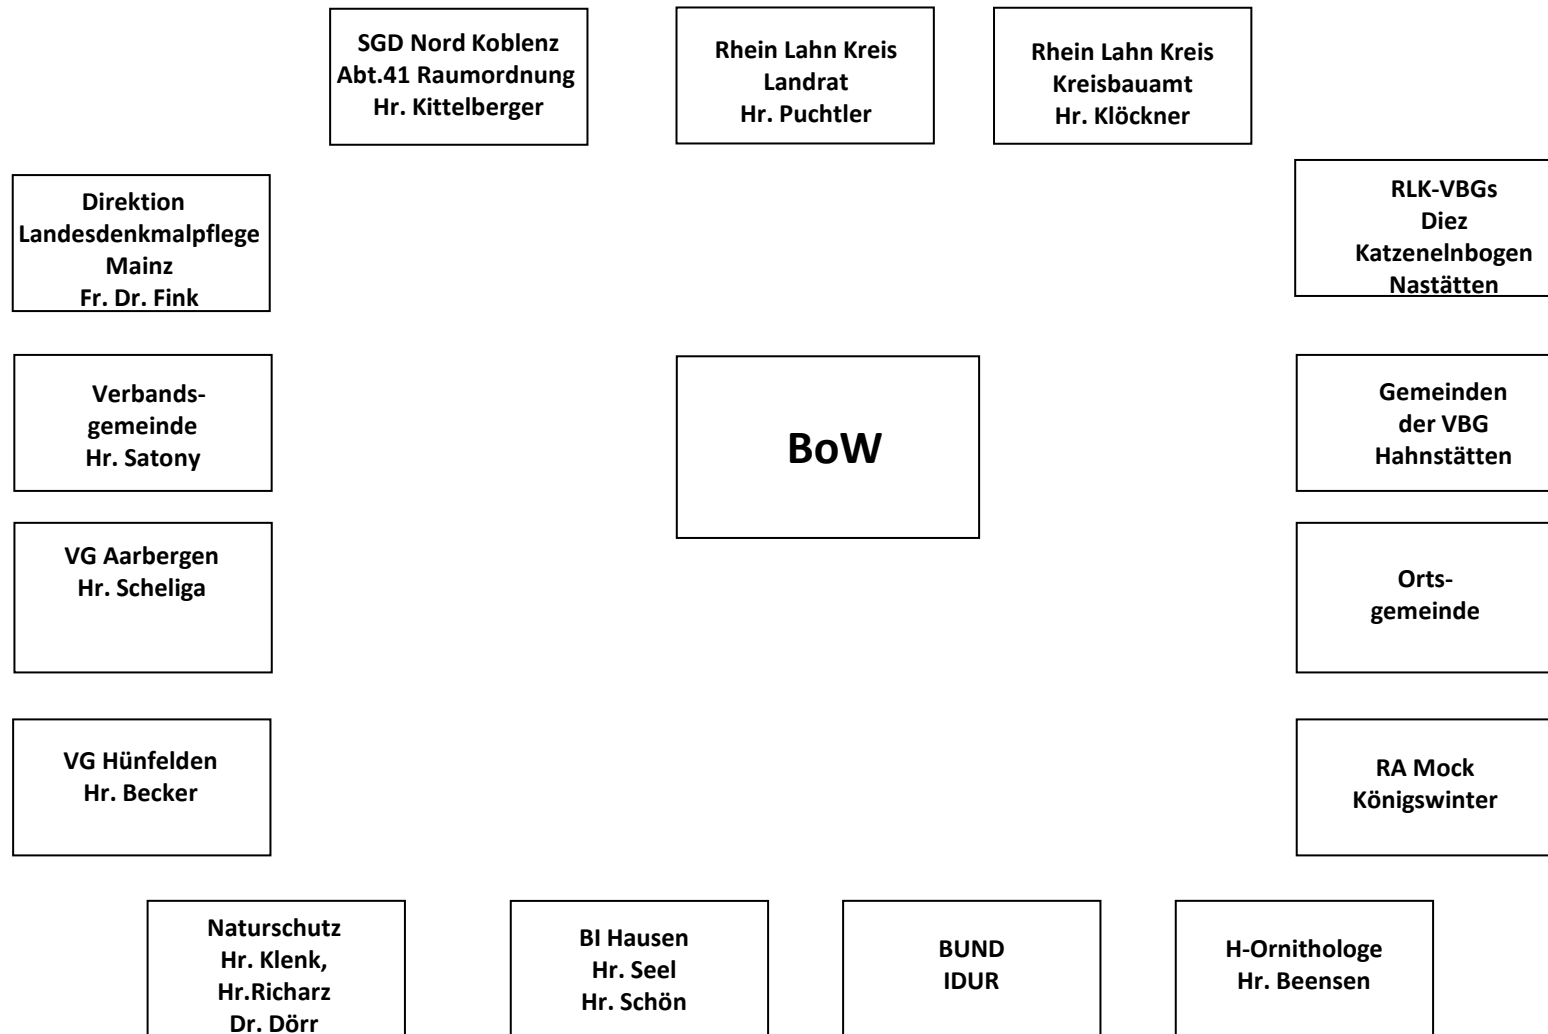 SGD Nord Koblenz
Abt.41 Raumordnung
Hr. Kittelberger
Rhein Lahn Kreis
Landrat
Hr. Puchtler
Rhein Lahn Kreis
Kreisbauamt
Hr. Klöckner
Direktion
Landesdenkmalpflege
Mainz
Fr. Dr. Fink
RLK-VBGs
Diez
Katzenelnbogen
Nastätten
Verbands-
gemeinde
Hr. Satony
BoW
Gemeinden
der VBG
Hahnstätten
VG Aarbergen
Hr. Scheliga
Orts-
gemeinde
VG Hünfelden
Hr. Becker
RA Mock
Königswinter
Naturschutz
Hr. Klenk,
Hr.Richarz
Dr. Dörr
BI Hausen
Hr. Seel
Hr. Schön
BUND
IDUR
H-Ornithologe
Hr. Beensen